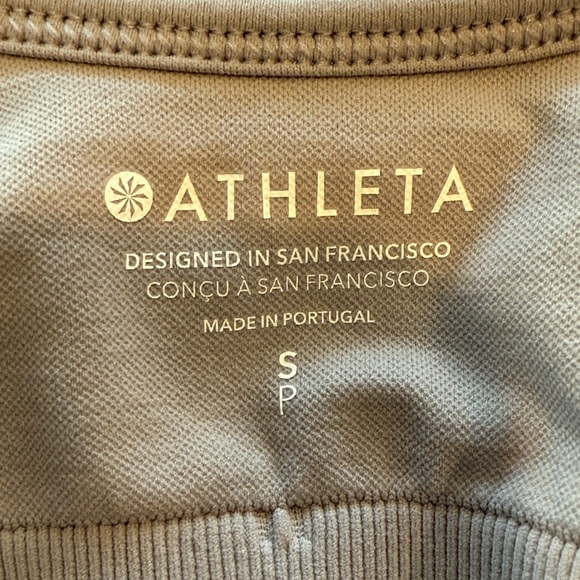 ATHLETA
DESIGNED IN SAN FRANCISCO
CONÇU À SAN FRANCISCO
MADE IN PORTUGAL
S
P